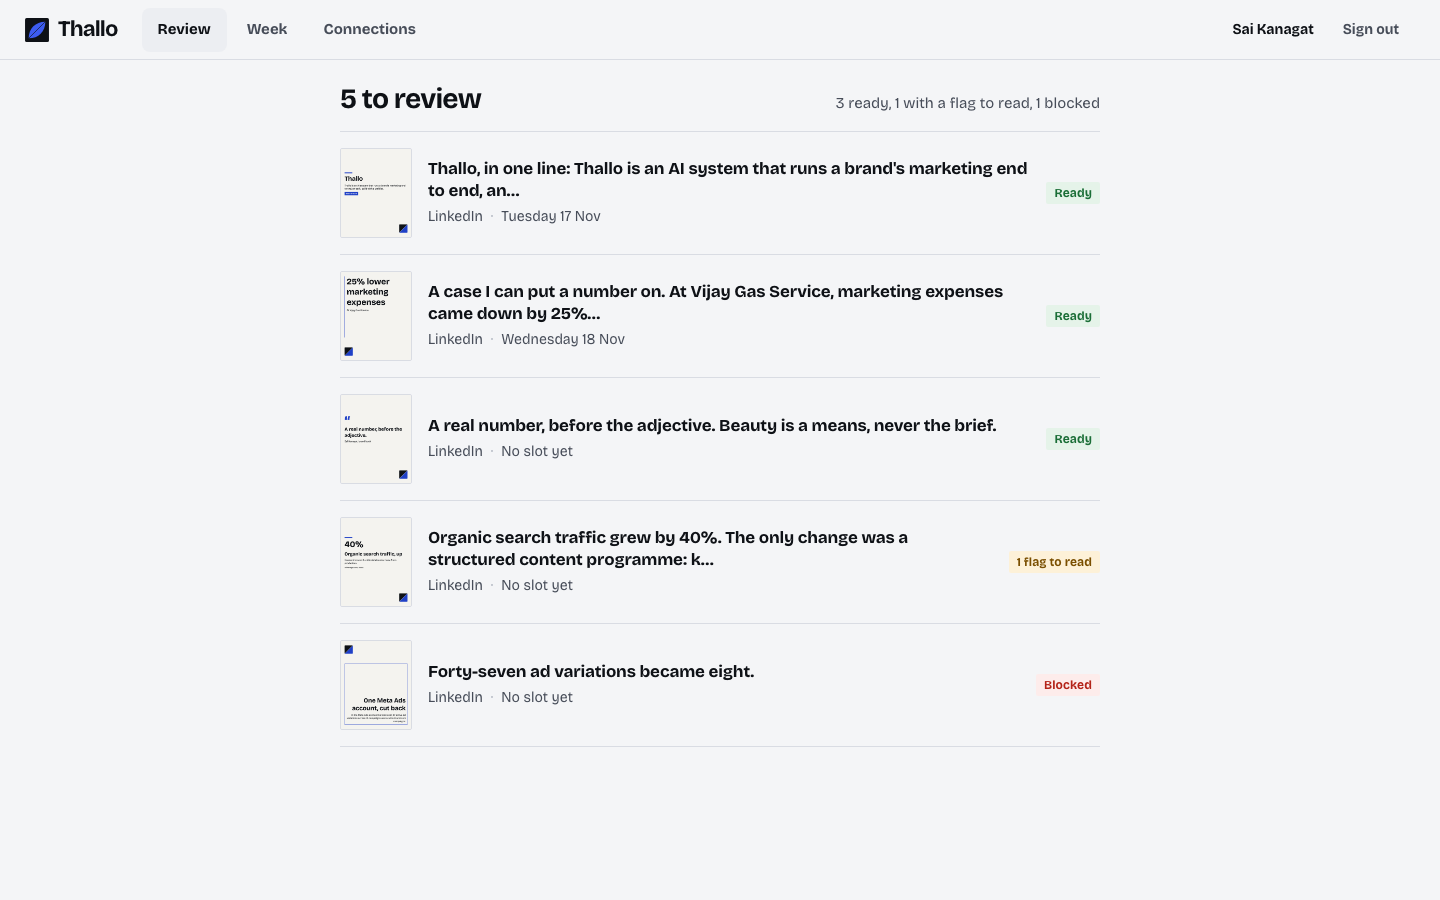 Thallo
Review
Week
Connections
Sai Kanagat
Sign out
5 to review
3 ready, 1 with a flag to read, 1 blocked
Thallo
Thallo, in one line: Thallo is an AI system that runs a brand's marketing end
to end, an...
LinkedIn · Tuesday 17 Nov
Ready
25% lower
marketing
expenses
A case I can put a number on. At Vijay Gas Service, marketing expenses
came down by 25%...
LinkedIn · Wednesday 18 Nov
Ready
“
A real number, before the
adjective.
A real number, before the adjective. Beauty is a means, never the brief.
LinkedIn · No slot yet
Ready
40%
Organic search traffic, up
Organic search traffic grew by 40%. The only change was a
structured content programme: k...
LinkedIn · No slot yet
1 flag to read
One Meta Ads
account, cut back
Forty-seven ad variations became eight.
LinkedIn · No slot yet
Blocked